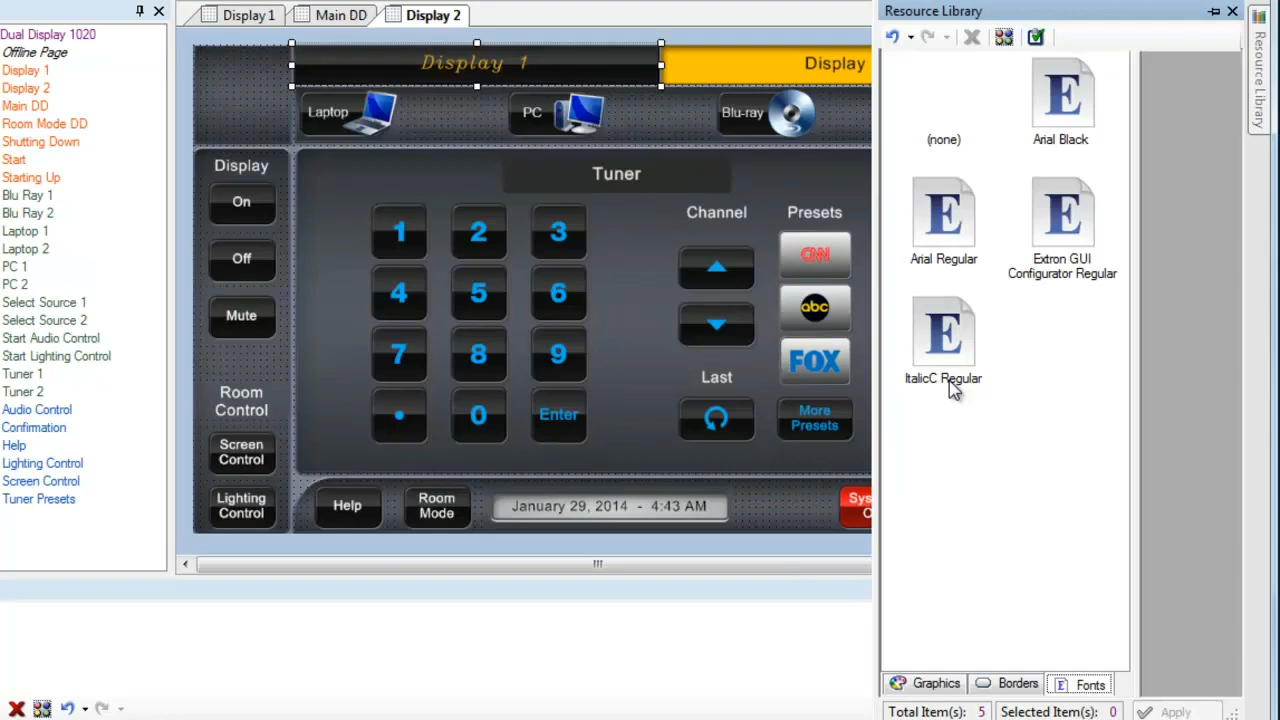 Dual Display 1020
Offline Page
Display 1
Display 2
Main DD
Room Mode DD
Shutting Down
Start
Starting Up
Blu Ray 1
Blu Ray 2
Laptop 1
Laptop 2
PC 1
PC 2
Select Source 1
Select Source 2
Start Audio Control
Start Lighting Control
Tuner 1
Tuner 2
Audio Control
Confirmation
Help
Lighting Control
Screen Control
Tuner Presets
Display 1
Main DD
Display 2
Display 1
Display
Laptop
PC
Blu-ray
Display
On
Off
Mute
Room
Control
Screen
Control
Lighting
Control
Tuner
1 2 3
4 5 6
7 8 9
• 0 Enter
Channel
Last
Presets
CNN
abc
FOX
More
Presets
Help
Room
Mode
January 29, 2014 - 4:43 AM
Sys
O
Resource Library
(none)
Arial Black
Arial Regular
Extron GUI
Configurator Regular
ItalicC Regular
Graphics
Borders
Fonts
Total Item(s): 5
Selected Item(s): 0
Apply
Resource Library